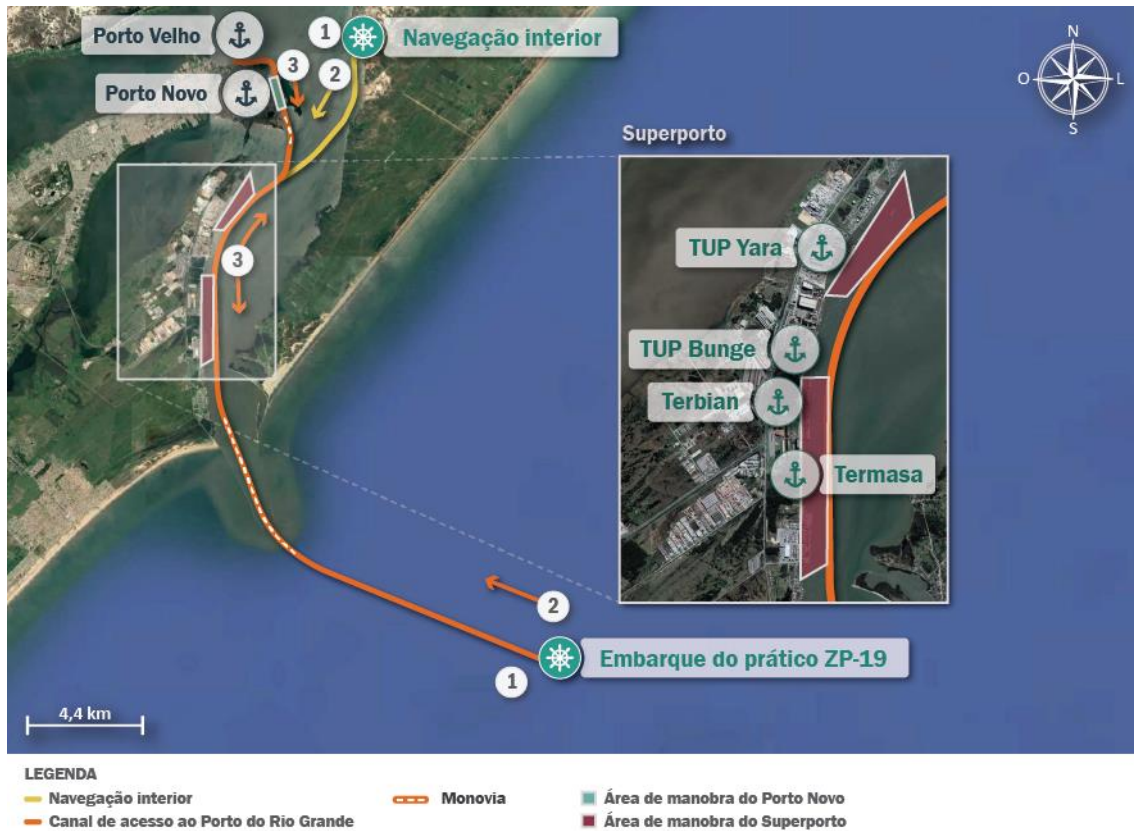 Porto Velho
1
Navegação interior
3
2
Porto Novo
N
O
L
S
Superporto
3
TUP Yara
TUP Bunge
Terbian
Termasa
2
Embarque do prático ZP-19
1
4,4 km
LEGENDA
Navegação interior
Monovia
Área de manobra do Porto Novo
Canal de acesso ao Porto do Rio Grande
Área de manobra do Superporto